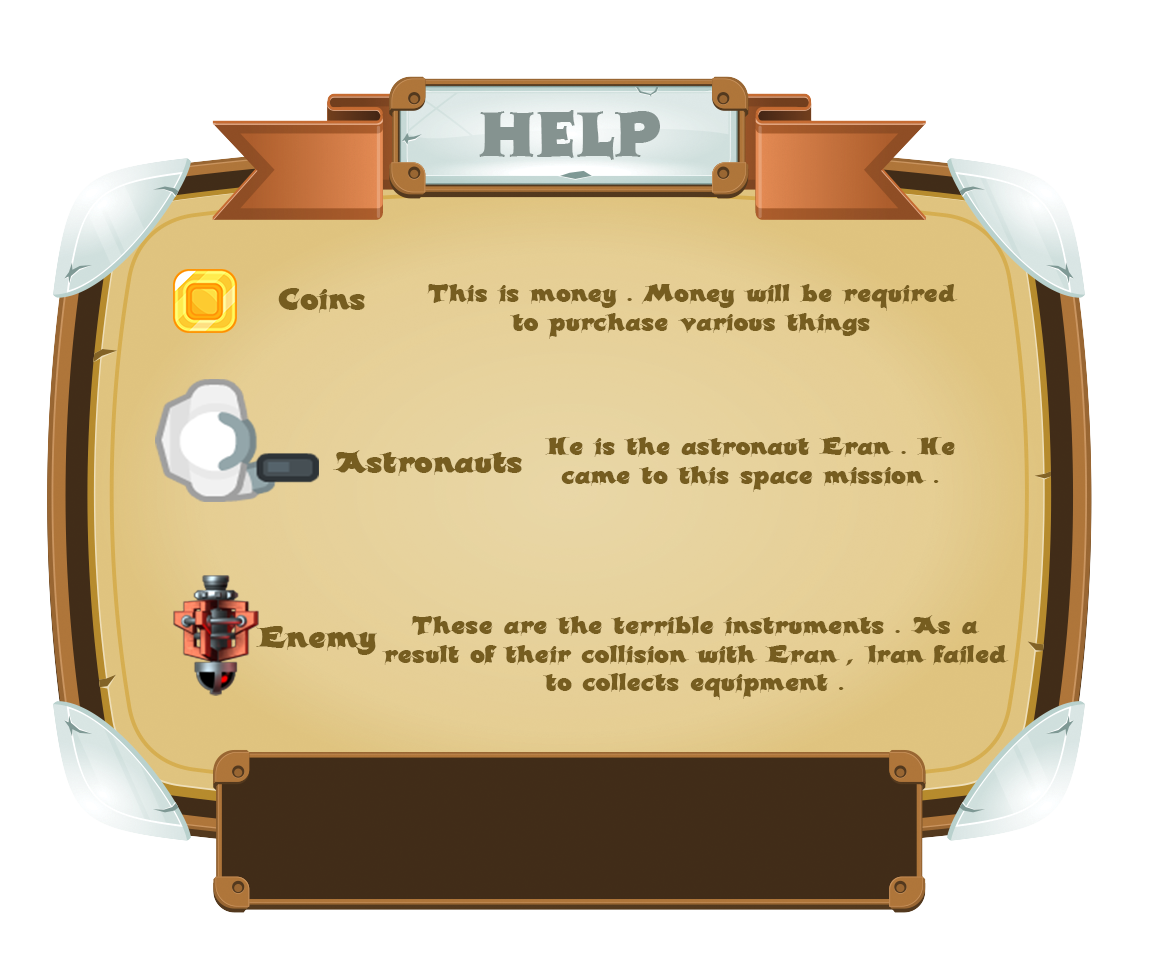 HELP
Coins
This is money . Money will be required
to purchase various things
Astronauts
He is the astronaut Eran . He
came to this space mission .
Enemy
These are the terrible instruments . As a
result of their collision with Eran , Iran failed
to collects equipment .